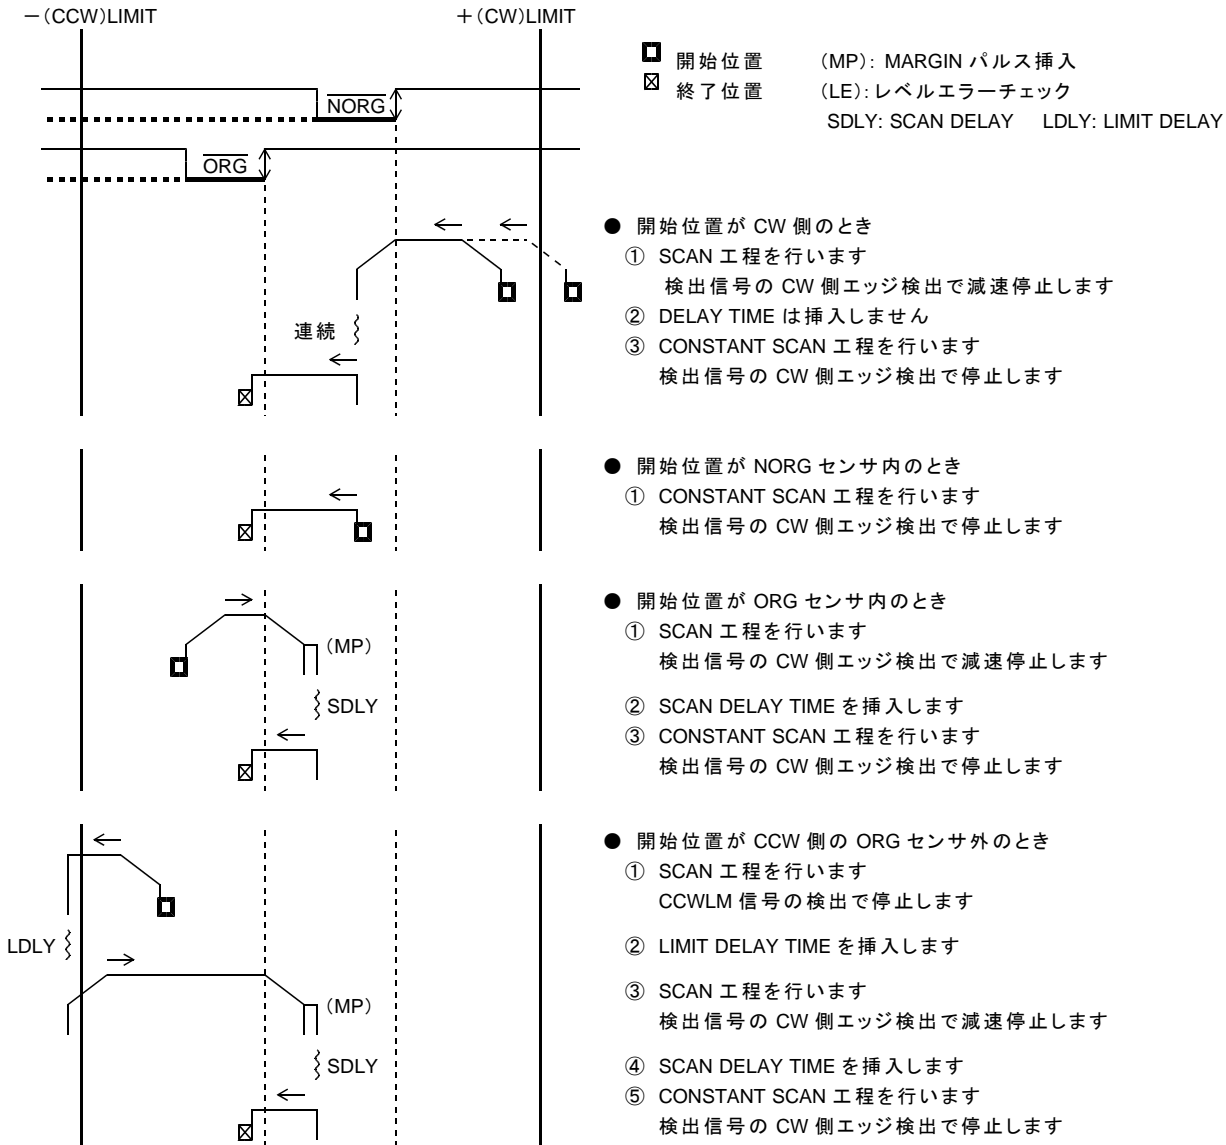 －(CCW)LIMIT
＋(CW)LIMIT
開始位置 (MP): MARGIN パルス挿入
終了位置 (LE):レベルエラーチェック
SDLY: SCAN DELAY LDLY: LIMIT DELAY
NORG
ORG
● 開始位置が CW 側のとき
① SCAN 工程を行います
検出信号の CW 側エッジ検出で減速停止します
② DELAY TIME は挿入しません
連続
③ CONSTANT SCAN 工程を行います
検出信号の CW 側エッジ検出で停止します
● 開始位置が NORG センサ内のとき
① CONSTANT SCAN 工程を行います
検出信号の CW 側エッジ検出で停止します
● 開始位置が ORG センサ内のとき
① SCAN 工程を行います
(MP)
検出信号の CW 側エッジ検出で減速停止します
SDLY
② SCAN DELAY TIME を挿入します
③ CONSTANT SCAN 工程を行います
検出信号の CW 側エッジ検出で停止します
● 開始位置が CCW 側の ORG センサ外のとき
① SCAN 工程を行います
CCWLM 信号の検出で停止します
LDLY
② LIMIT DELAY TIME を挿入します
③ SCAN 工程を行います
(MP)
検出信号の CW 側エッジ検出で減速停止します
SDLY
④ SCAN DELAY TIME を挿入します
⑤ CONSTANT SCAN 工程を行います
検出信号の CW 側エッジ検出で停止します